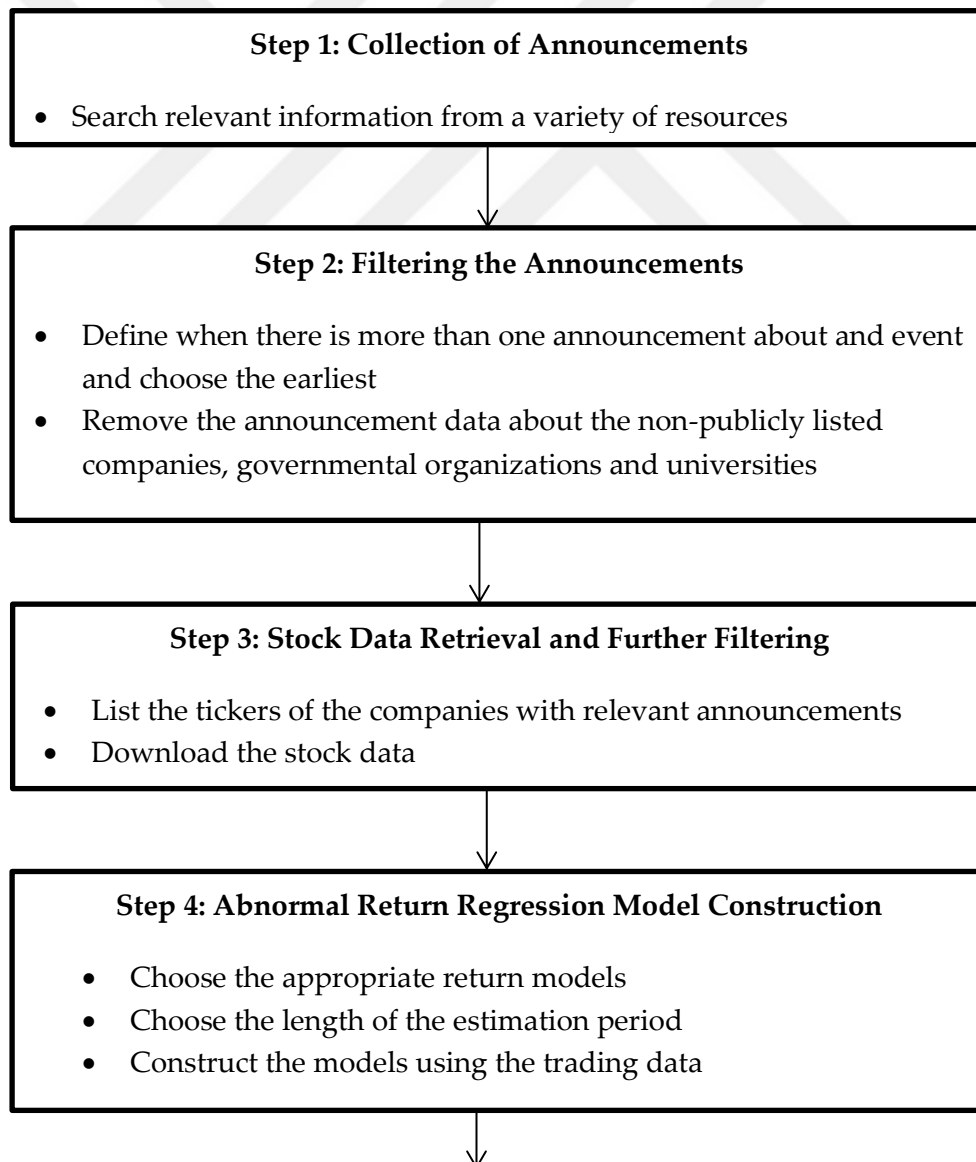 Step 1: Collection of Announcements
• Search relevant information from a variety of resources
Step 2: Filtering the Announcements
• Define when there is more than one announcement about and event
and choose the earliest
• Remove the announcement data about the non-publicly listed
companies, governmental organizations and universities
Step 3: Stock Data Retrieval and Further Filtering
• List the tickers of the companies with relevant announcements
• Download the stock data
Step 4: Abnormal Return Regression Model Construction
• Choose the appropriate return models
• Choose the length of the estimation period
• Construct the models using the trading data